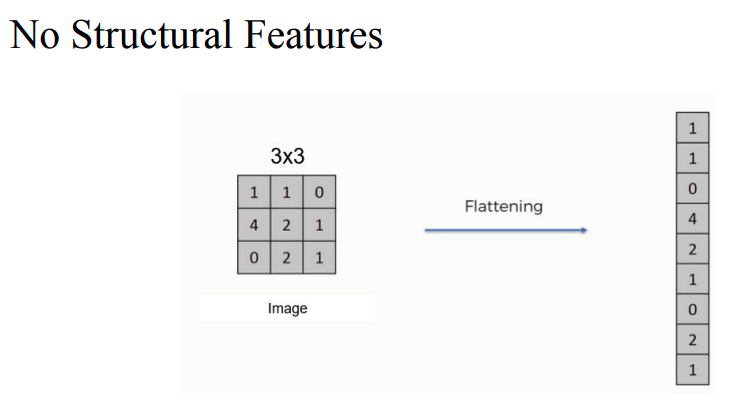 No Structural Features
3x3
1 1 0
4 2 1
0 2 1
Image
Flattening
1
1
0
4
2
1
0
2
1